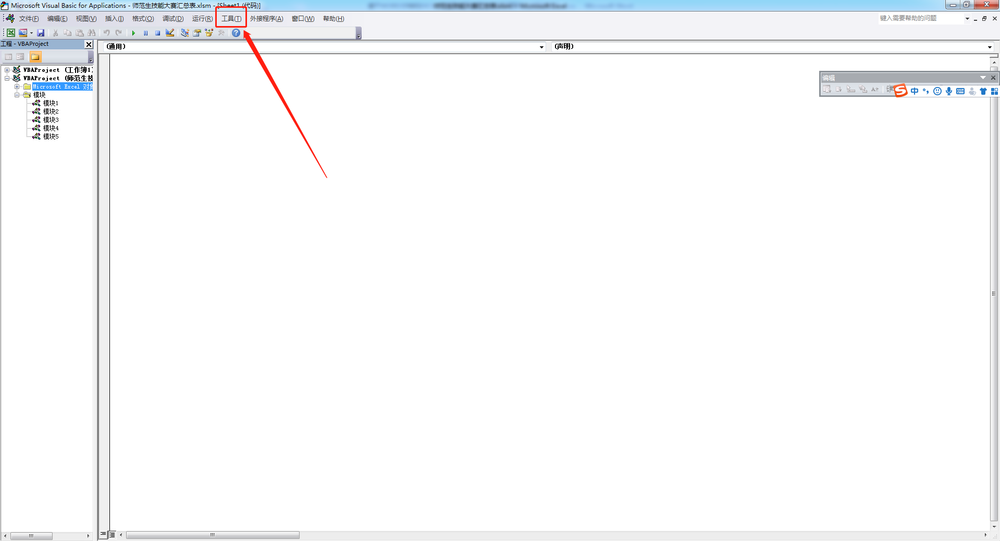 Microsoft Visual Basic for Applications - 师范生技能大赛汇总表.xlsm - [Sheet1 (代码)]
文件(F) 编辑(E) 视图(V) 插入(I) 格式(O) 调试(D) 运行(R) 工具(T) 外接程序(A) 窗口(W) 帮助(H) 键入需要帮助的问题
工程 - VBAProject
(通用) (声明)
VBAProject (工作簿1)
VBAProject (师范生技
Microsoft Excel 对象
模块
模块1
模块2
模块3
模块4
模块5
编辑
中